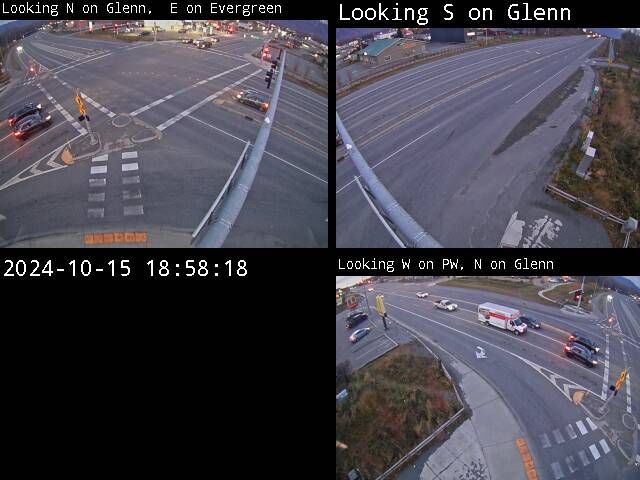 Looking N on Glenn,  E on Evergreen
Looking S on Glenn
2024-10-15 18:58:18
Looking W on PW, N on Glenn